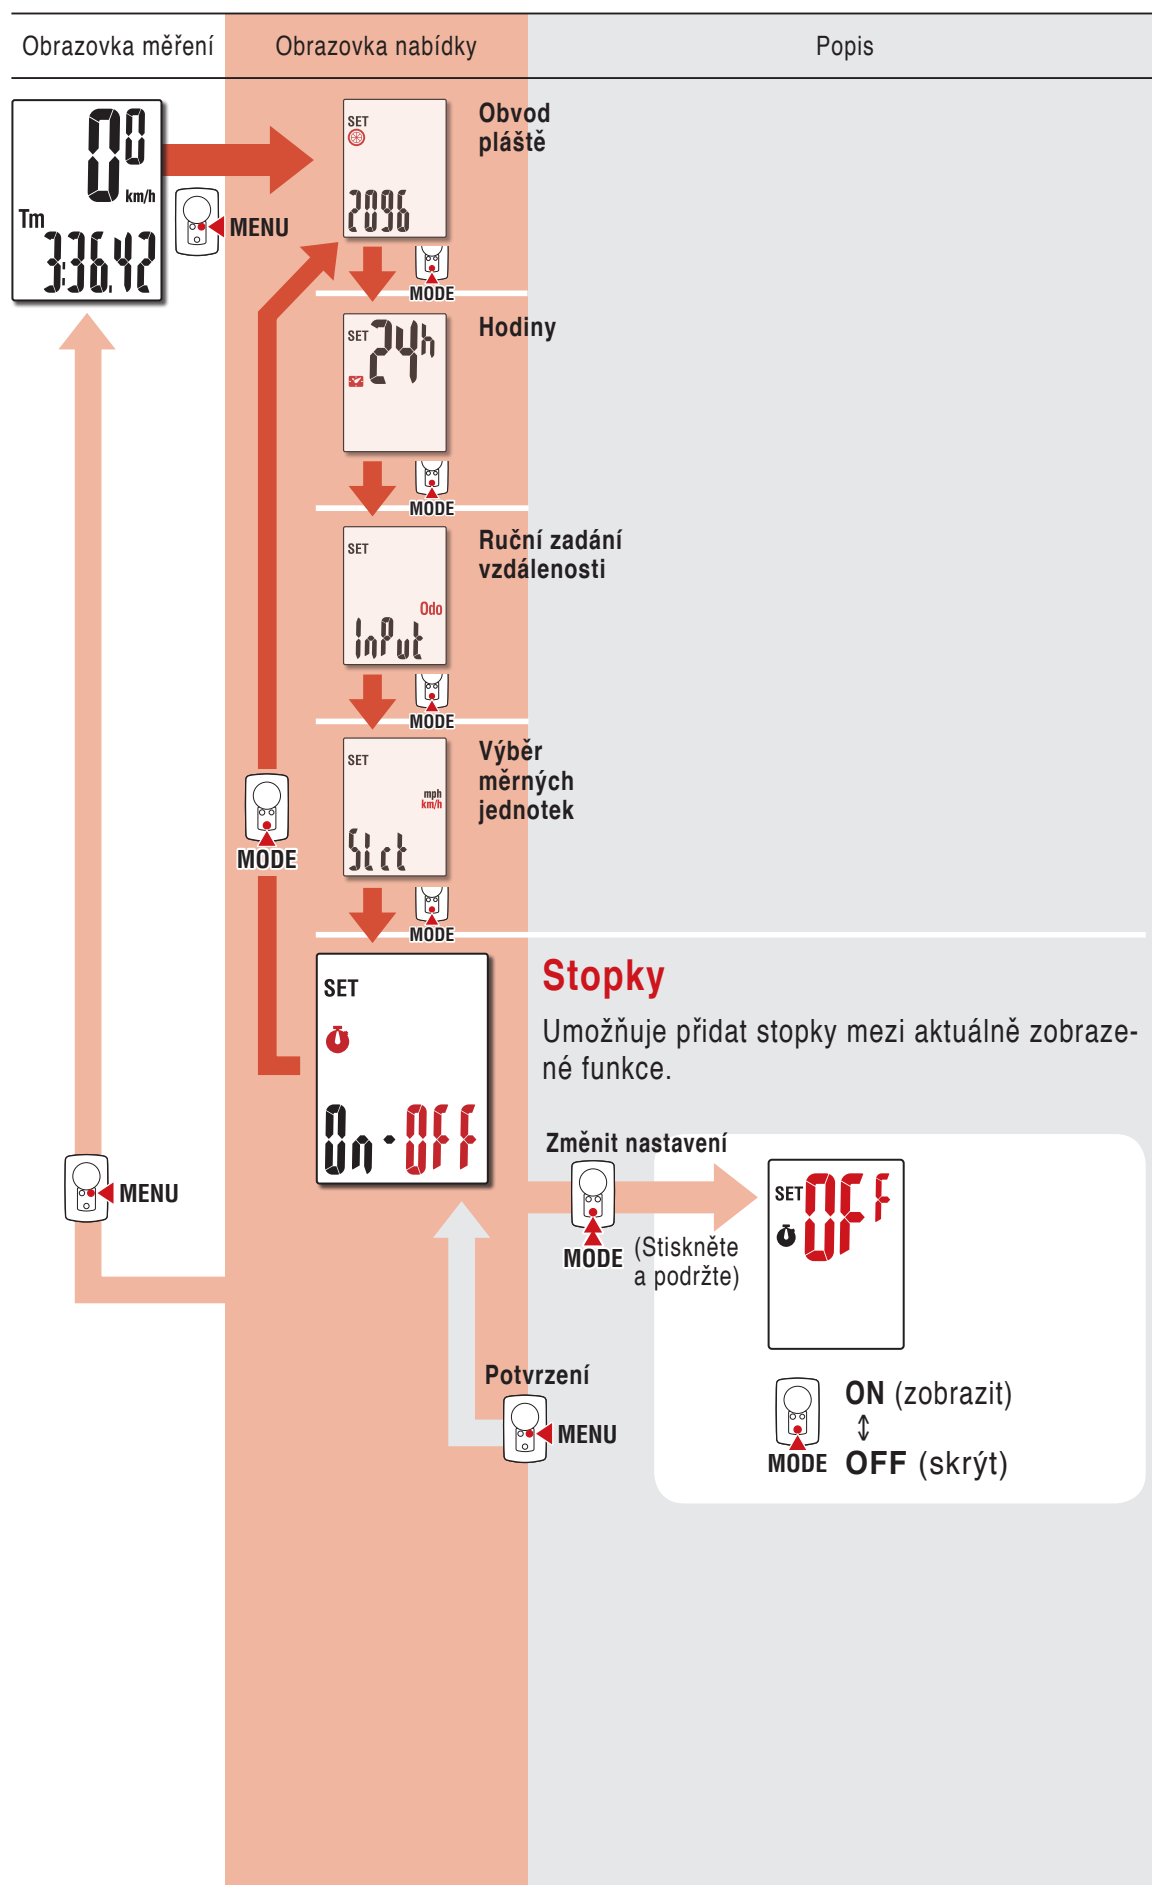 Obrazovka měření
Obrazovka nabídky
Popis
00
km/h
Tm
3:36.42
MENU
SET
2096
Obvod
pláště
MODE
SET
24h
Hodiny
MODE
SET
Odo
InPut
Ruční zadání
vzdálenosti
MODE
SET
mph
km/h
Slct
Výběr
měrných
jednotek
MODE
MODE
SET
On-OFF
Stopky
Umožňuje přidat stopky mezi aktuálně zobraze-
né funkce.
Změnit nastavení
MODE
(Stiskněte
a podržte)
SET
OFF
MENU
Potvrzení
MENU
ON (zobrazit)
↕
MODE OFF (skrýt)